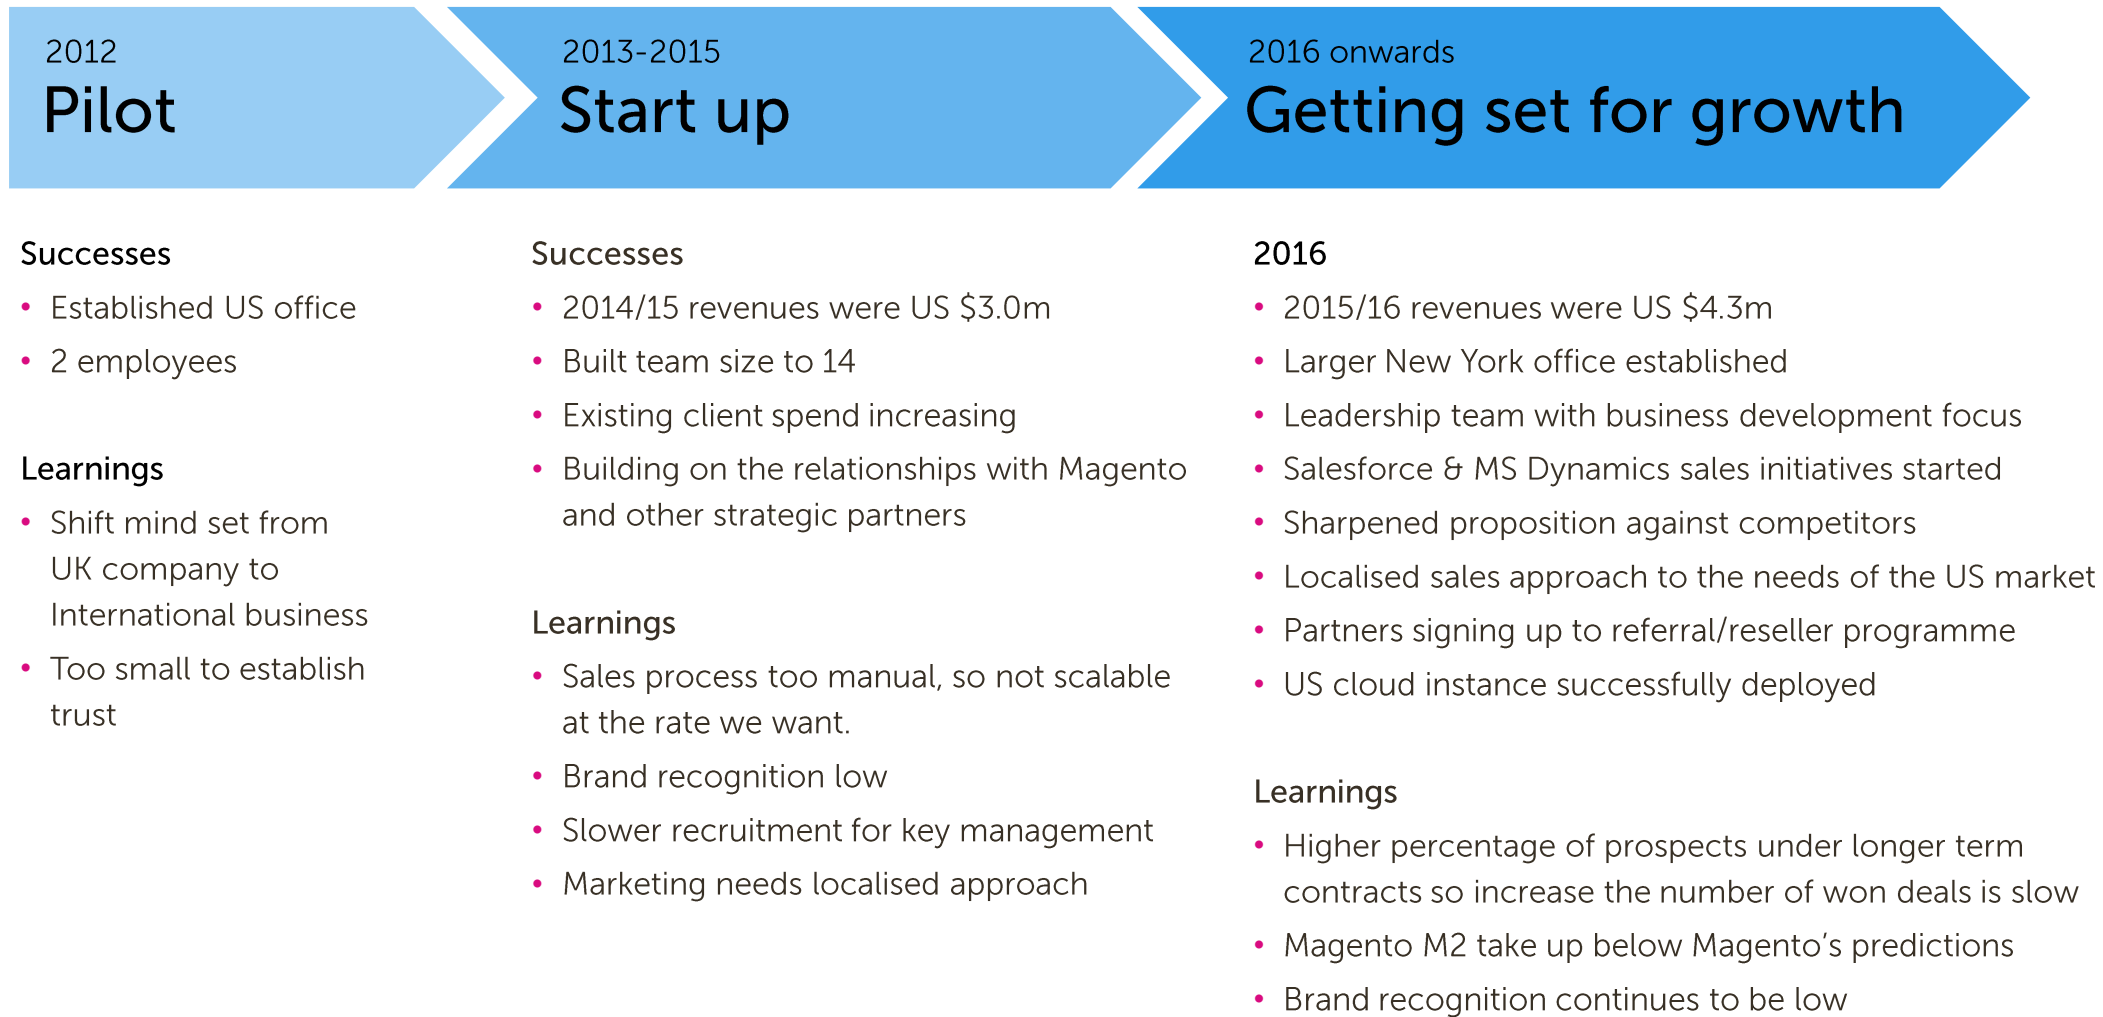 2012
Pilot
2013-2015
Start up
2016 onwards
Getting set for growth
Successes
• Established US office
• 2 employees
Learnings
• Shift mind set from
UK company to
International business
• Too small to establish
trust
Successes
• 2014/15 revenues were US $3.0m
• Built team size to 14
• Existing client spend increasing
• Building on the relationships with Magento
and other strategic partners
Learnings
• Sales process too manual, so not scalable
at the rate we want.
• Brand recognition low
• Slower recruitment for key management
• Marketing needs localised approach
2016
• 2015/16 revenues were US $4.3m
• Larger New York office established
• Leadership team with business development focus
• Salesforce & MS Dynamics sales initiatives started
• Sharpened proposition against competitors
• Localised sales approach to the needs of the US market
• Partners signing up to referral/reseller programme
• US cloud instance successfully deployed
Learnings
• Higher percentage of prospects under longer term
contracts so increase the number of won deals is slow
• Magento M2 take up below Magento’s predictions
• Brand recognition continues to be low